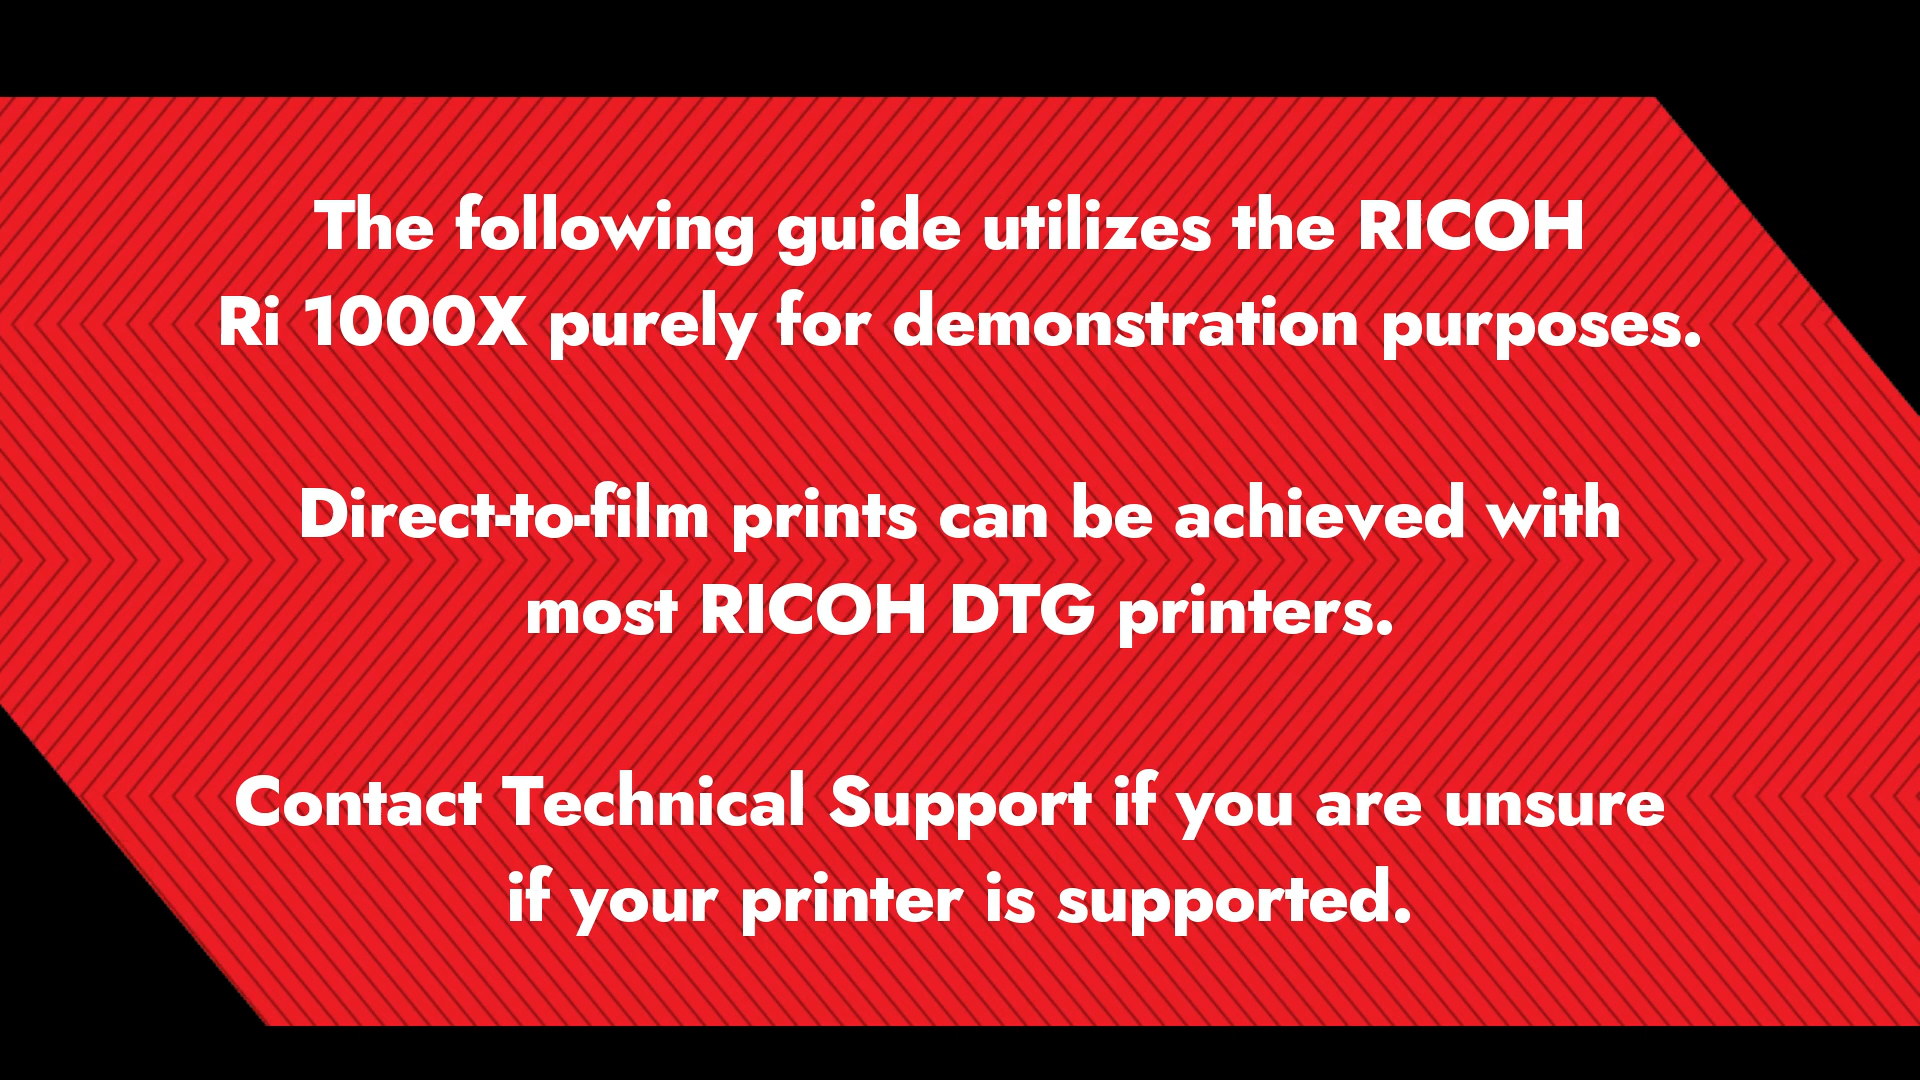 The following guide utilizes the RICOH
Ri 1000X purely for demonstration purposes.
Direct-to-film prints can be achieved with
most RICOH DTG printers.
Contact Technical Support if you are unsure
if your printer is supported.